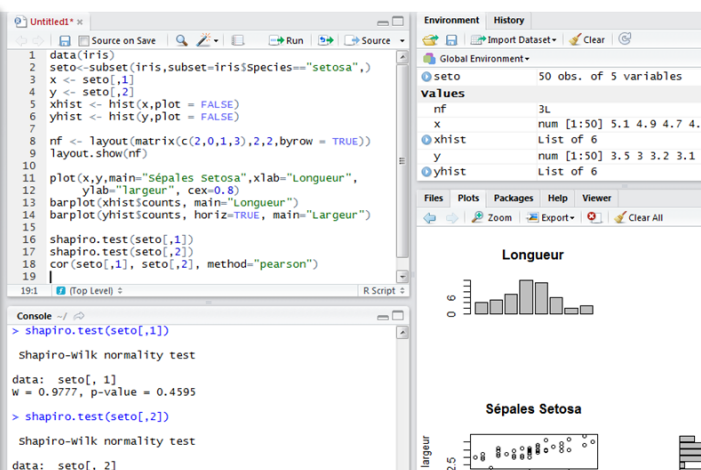 Untitled1* ×
Source on Save
Run
Source
1 data(iris)
2 seto<-subset(iris,subset=iris$Species=="setosa",)
3 x <- seto[,1]
4 y <- seto[,2]
5 xhist <- hist(x,plot = FALSE)
6 yhist <- hist(y,plot = FALSE)
7
8 nf <- layout(matrix(c(2,0,1,3),2,2,byrow = TRUE))
9 layout.show(nf)
10
11 plot(x,y,main="Sépales Setosa",xlab="Longueur",
12 ylab="largeur", cex=0.8)
13 barplot(xhist$counts, main="Longueur")
14 barplot(yhist$counts, horiz=TRUE, main="Largeur")
15
16 shapiro.test(seto[,1])
17 shapiro.test(seto[,2])
18 cor(seto[,1], seto[,2], method="pearson")
19
19:1 (Top Level) R Script
Console ~/
> shapiro.test(seto[,1])
Shapiro-Wilk normality test
data: seto[, 1]
W = 0.9777, p-value = 0.4595
> shapiro.test(seto[,2])
Shapiro-Wilk normality test
data: seto[, 2]
Environment History
Import Dataset Clear
Global Environment
seto 50 obs. of 5 variables
Values
nf 3L
x num [1:50] 5.1 4.9 4.7 4.
xhist List of 6
y num [1:50] 3.5 3 3.2 3.1
yhist List of 6
Files Plots Packages Help Viewer
Zoom Export Clear All
Longueur
0 6
Sépales Setosa
largeur
2.5